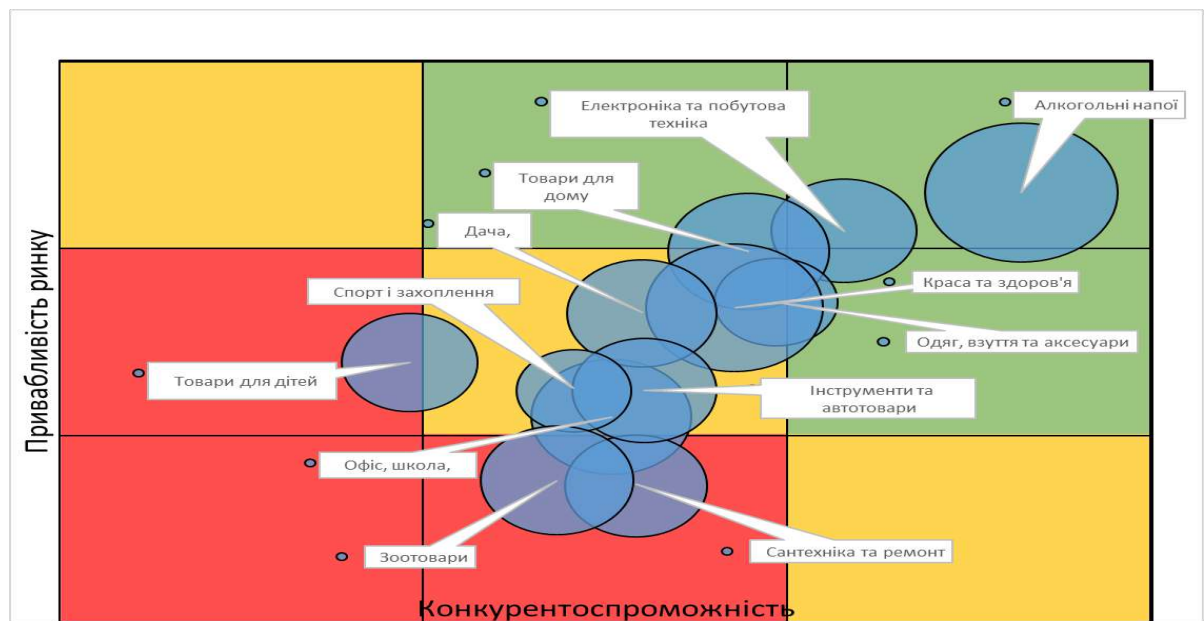 Електроніка та побутова
техніка
Алкогольні напої
Товари для
дому
Дача,
Спорт і захоплення
Краса та здоров'я
Одяг, взуття та аксесуари
Товари для дітей
Інструменти та
автотовари
Офіс, школа,
Зоотовари
Сантехніка та ремонт
Привабливість ринку
Конкурентоспроможність